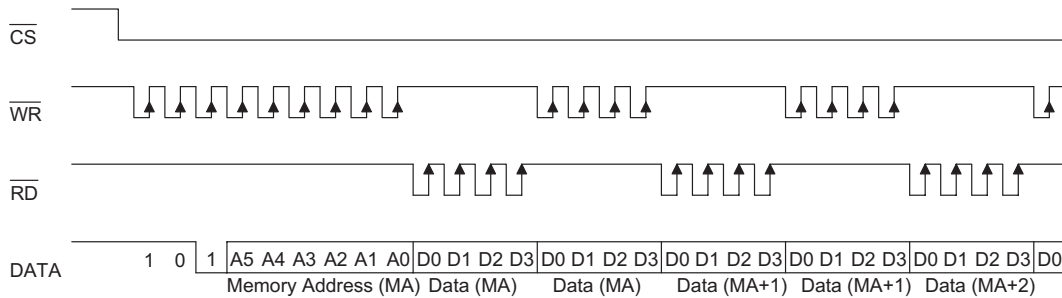 CS
WR
RD
DATA 1 0 1 A5 A4 A3 A2 A1 A0 D0 D1 D2 D3 D0 D1 D2 D3 D0 D1 D2 D3 D0 D1 D2 D3 D0 D1 D2 D3 D0
Memory Address (MA) Data (MA) Data (MA) Data (MA+1) Data (MA+1) Data (MA+2)